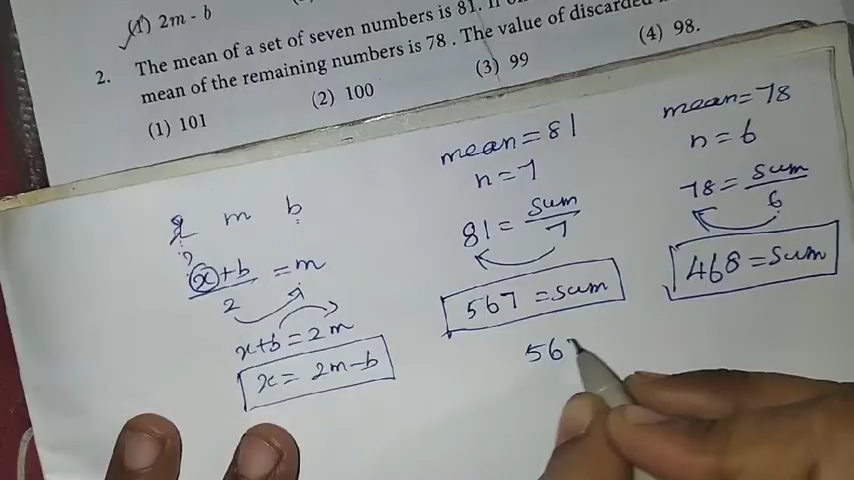 (1) 2m - b
2. The mean of a set of seven numbers is 81. If
mean of the remaining numbers is 78. The value of discarded
(1) 101 (2) 100 (3) 99 (4) 98.
x m b
?
x+b/2 = m
x+b = 2m
x = 2m-b
mean = 81
n = 7
81 = sum/7
567 = sum
567
mean = 78
n = 6
78 = sum/6
468 = sum